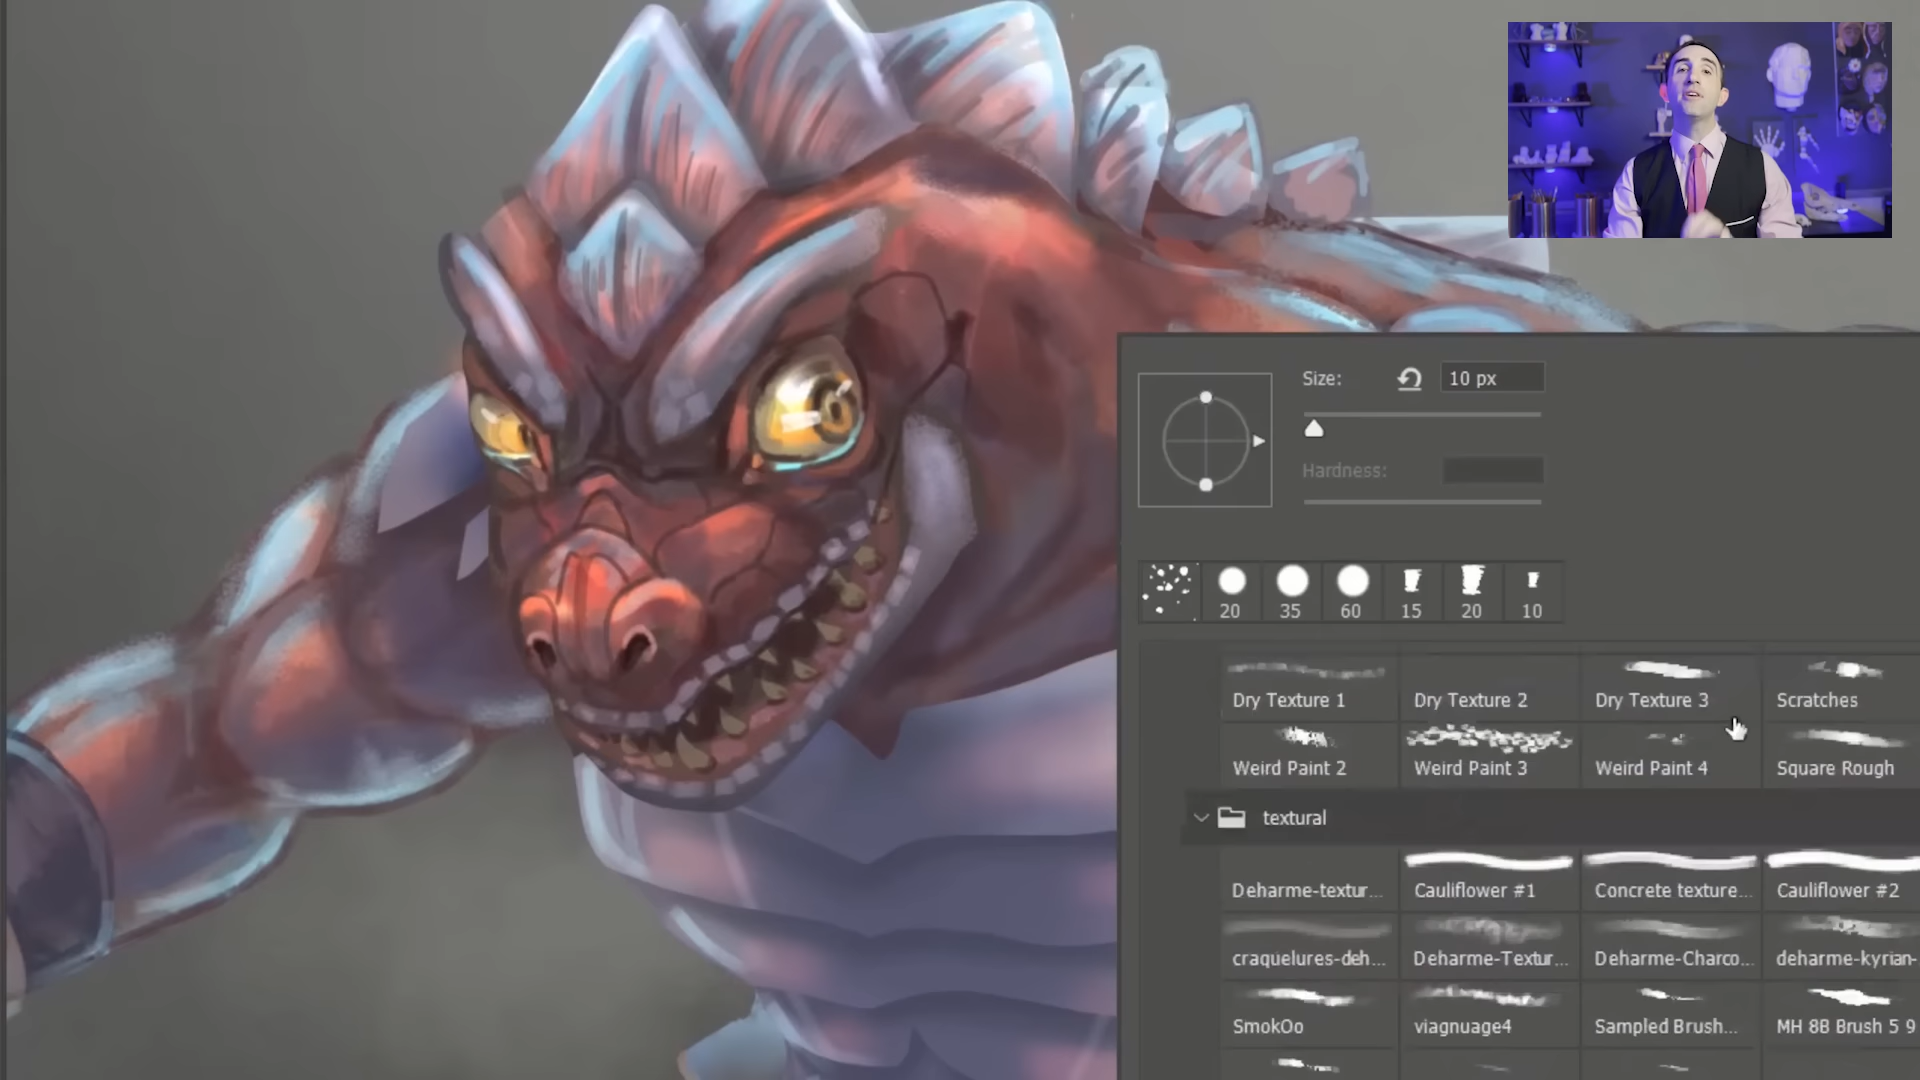 Size: 10 px
Hardness:
20 35 60 15 20 10
Dry Texture 1 Dry Texture 2 Dry Texture 3 Scratches
Weird Paint 2 Weird Paint 3 Weird Paint 4 Square Rough
textural
Deharme-textur... Cauliflower #1 Concrete texture... Cauliflower #2
craquelures-deh... Deharme-Textur... Deharme-Charco... deharme-kyrian-
SmokOo viagnuage4 Sampled Brush... MH 8B Brush 5 9